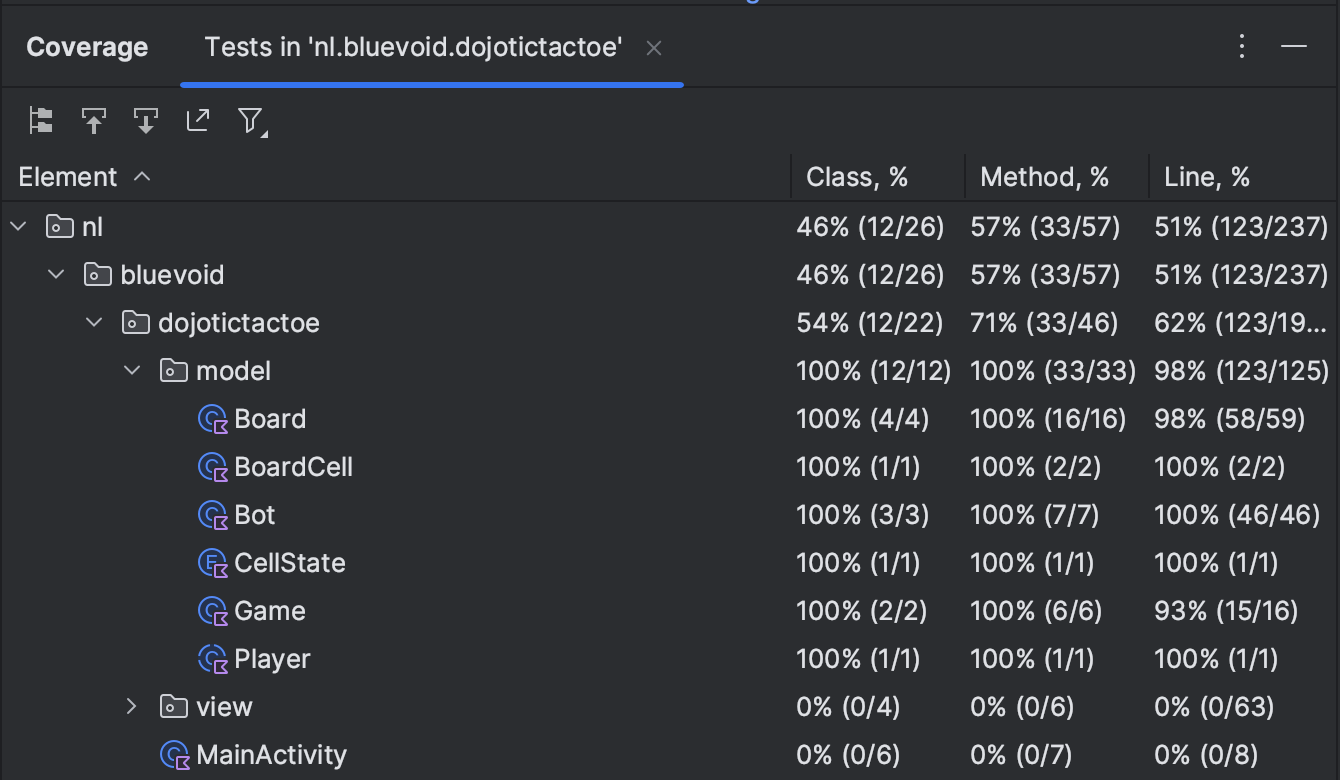 Coverage Tests in 'nl.bluevoid.dojotictactoe'
Element Class, % Method, % Line, %
nl 46% (12/26) 57% (33/57) 51% (123/237)
bluevoid 46% (12/26) 57% (33/57) 51% (123/237)
dojotictactoe 54% (12/22) 71% (33/46) 62% (123/19...
model 100% (12/12) 100% (33/33) 98% (123/125)
Board 100% (4/4) 100% (16/16) 98% (58/59)
BoardCell 100% (1/1) 100% (2/2) 100% (2/2)
Bot 100% (3/3) 100% (7/7) 100% (46/46)
CellState 100% (1/1) 100% (1/1) 100% (1/1)
Game 100% (2/2) 100% (6/6) 93% (15/16)
Player 100% (1/1) 100% (1/1) 100% (1/1)
view 0% (0/4) 0% (0/6) 0% (0/63)
MainActivity 0% (0/6) 0% (0/7) 0% (0/8)